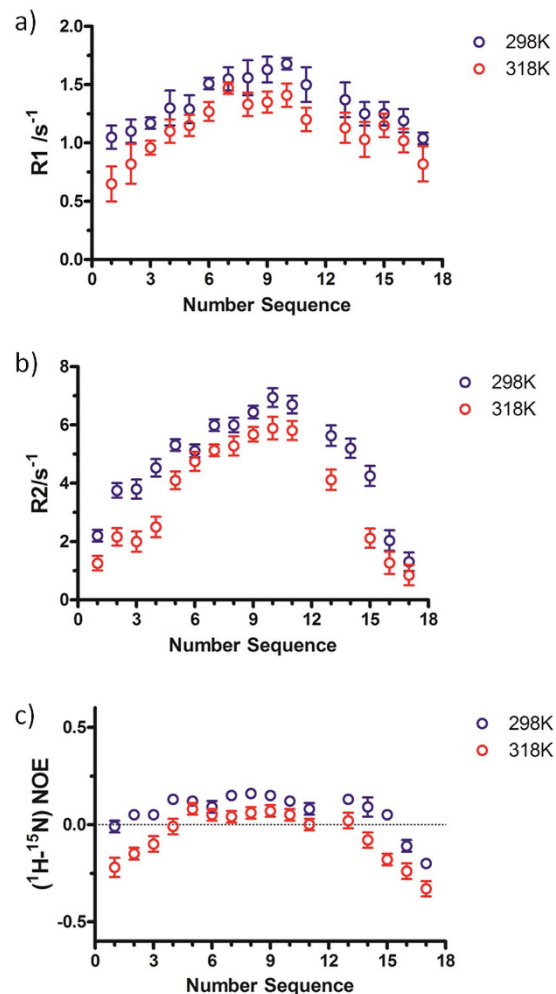 a)
298K
318K
R1 /s⁻¹
2.0
1.5
1.0
0.5
0.0
0 3 6 9 12 15 18
Number Sequence
b)
298K
318K
R2/s⁻¹
8
6
4
2
0
0 3 6 9 12 15 18
Number Sequence
c)
298K
318K
(¹H-¹⁵N) NOE
0.5
0.0
-0.5
0 3 6 9 12 15 18
Number Sequence